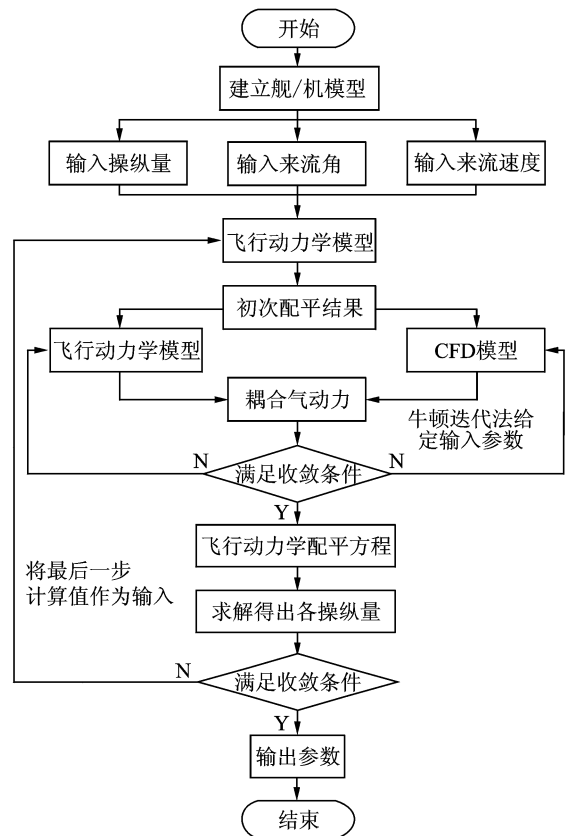 开始
建立舰/机模型
输入操纵量
输入来流角
输入来流速度
飞行动力学模型
初次配平结果
飞行动力学模型
CFD模型
耦合气动力
牛顿迭代法给
定输入参数
N
满足收敛条件
N
Y
飞行动力学配平方程
将最后一步
计算值作为输入
求解得出各操纵量
N
满足收敛条件
Y
输出参数
结束